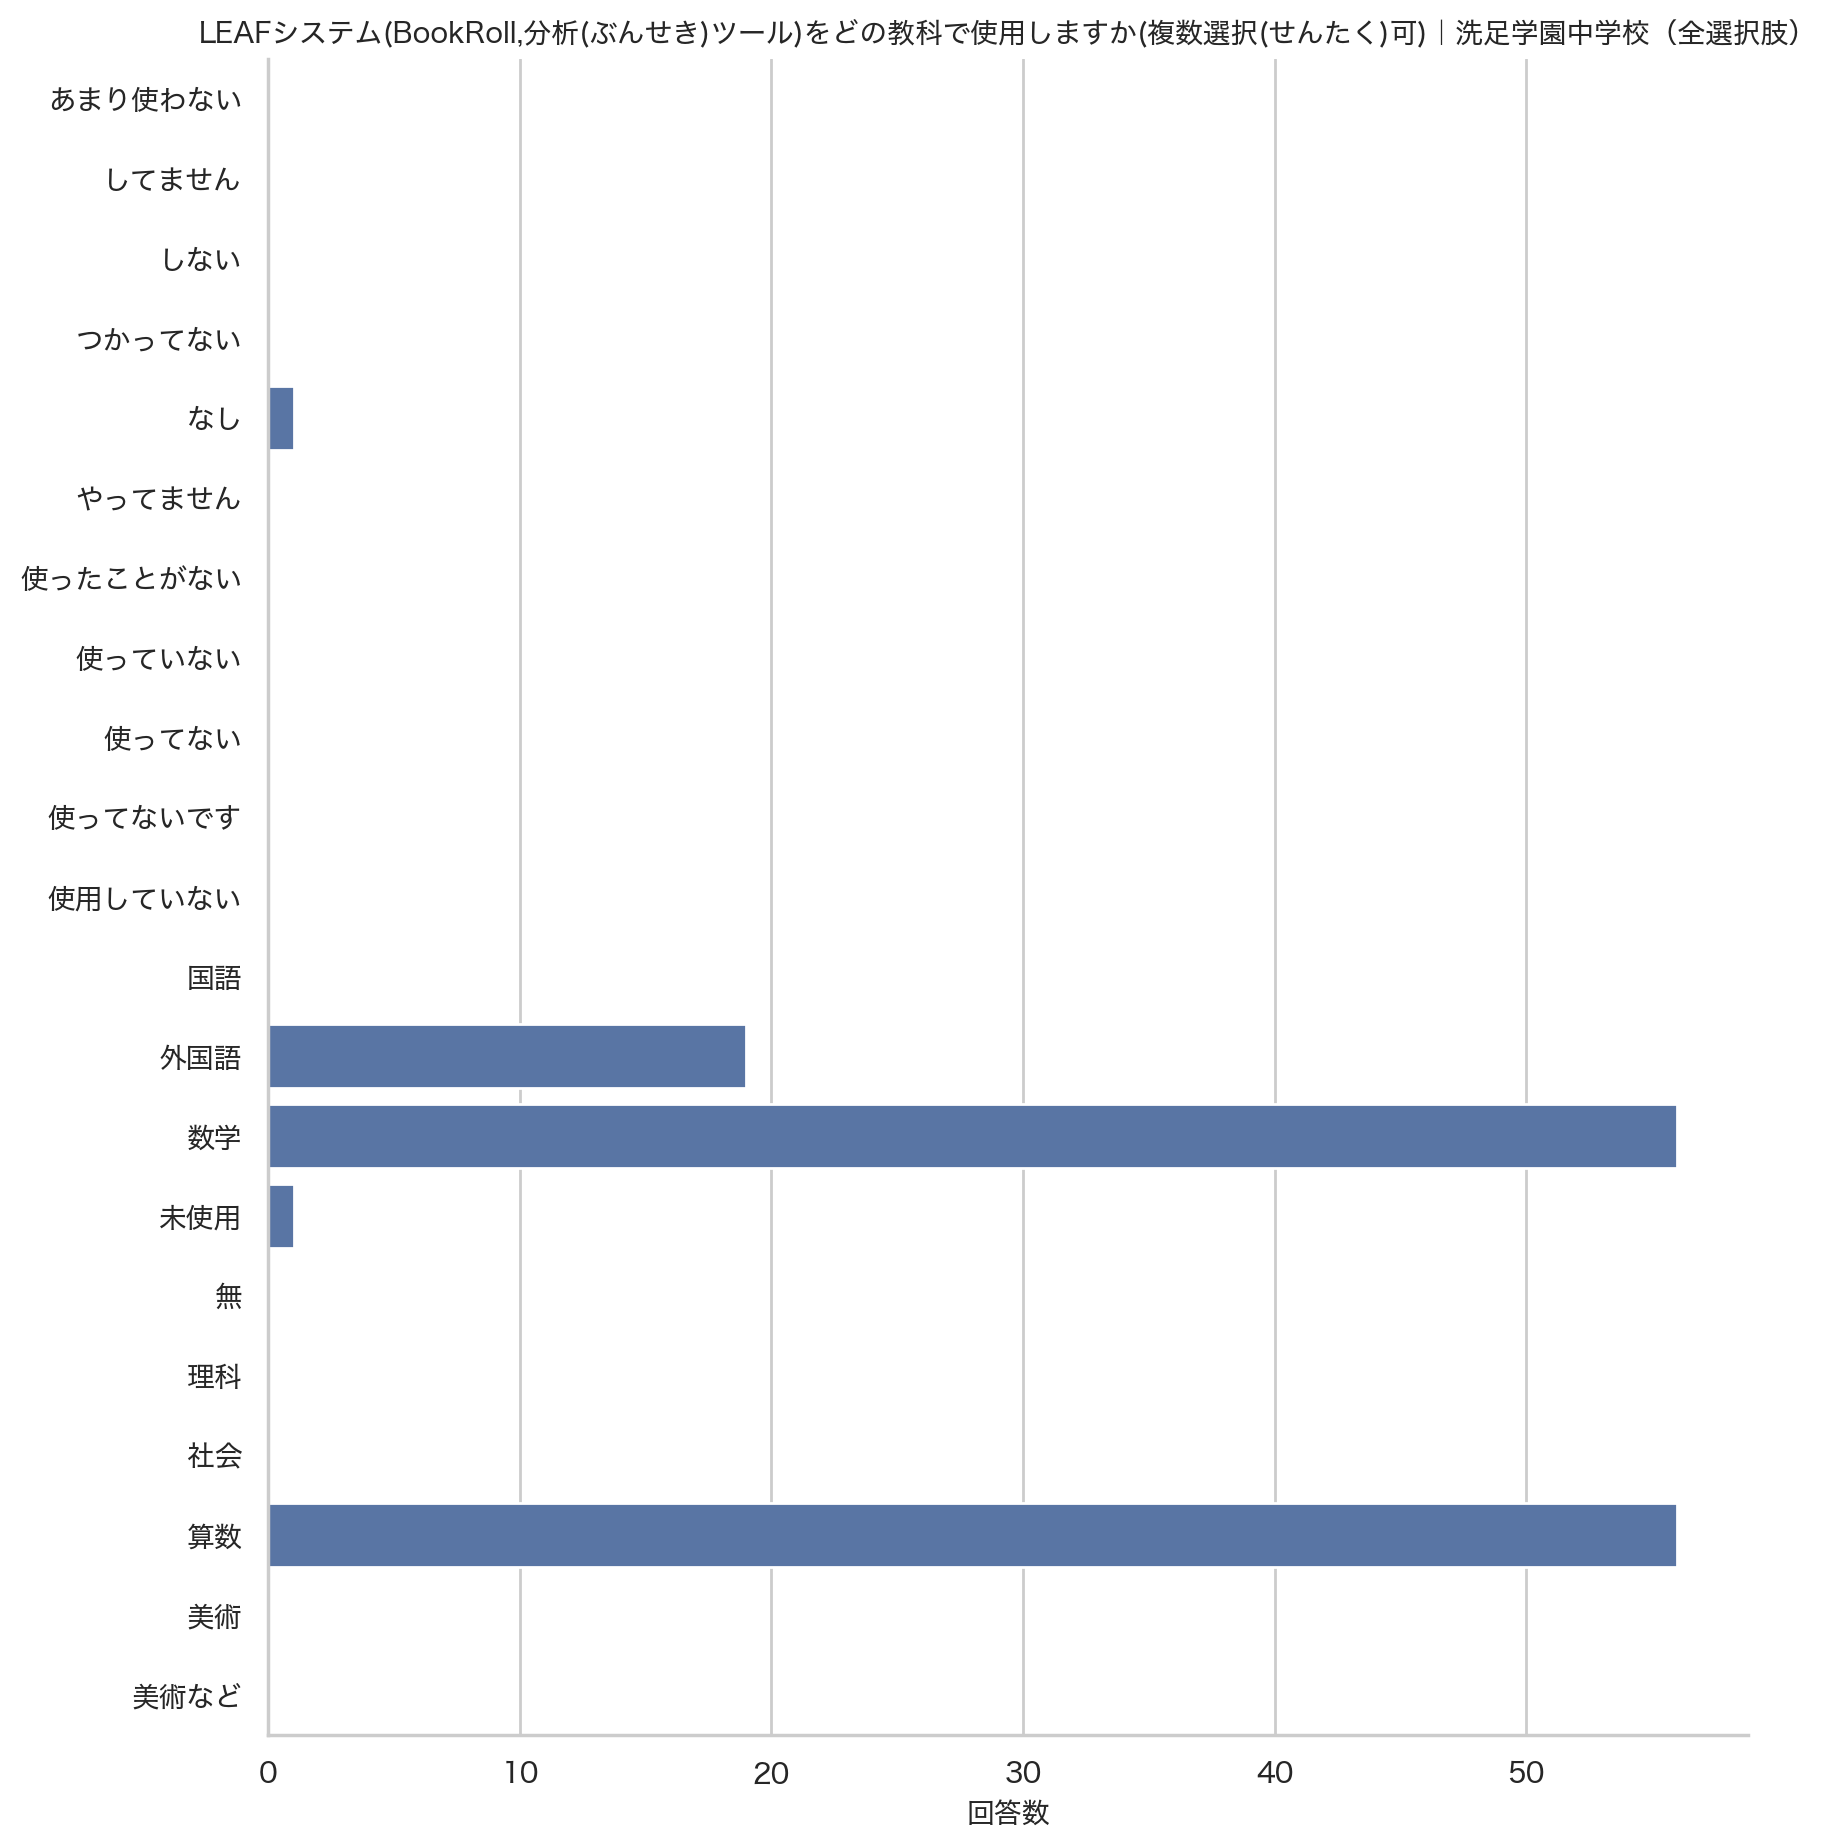 LEAFシステム(BookRoll,分析(ぶんせき)ツール)をどの教科で使用しますか(複数選択(せんたく)可)｜洗足学園中学校（全選択肢）
あまり使わない
してません
しない
つかってない
なし
やってません
使ったことがない
使っていない
使ってない
使ってないです
使用していない
国語
外国語
数学
未使用
無
理科
社会
算数
美術
美術など
0 10 20 30 40 50
回答数